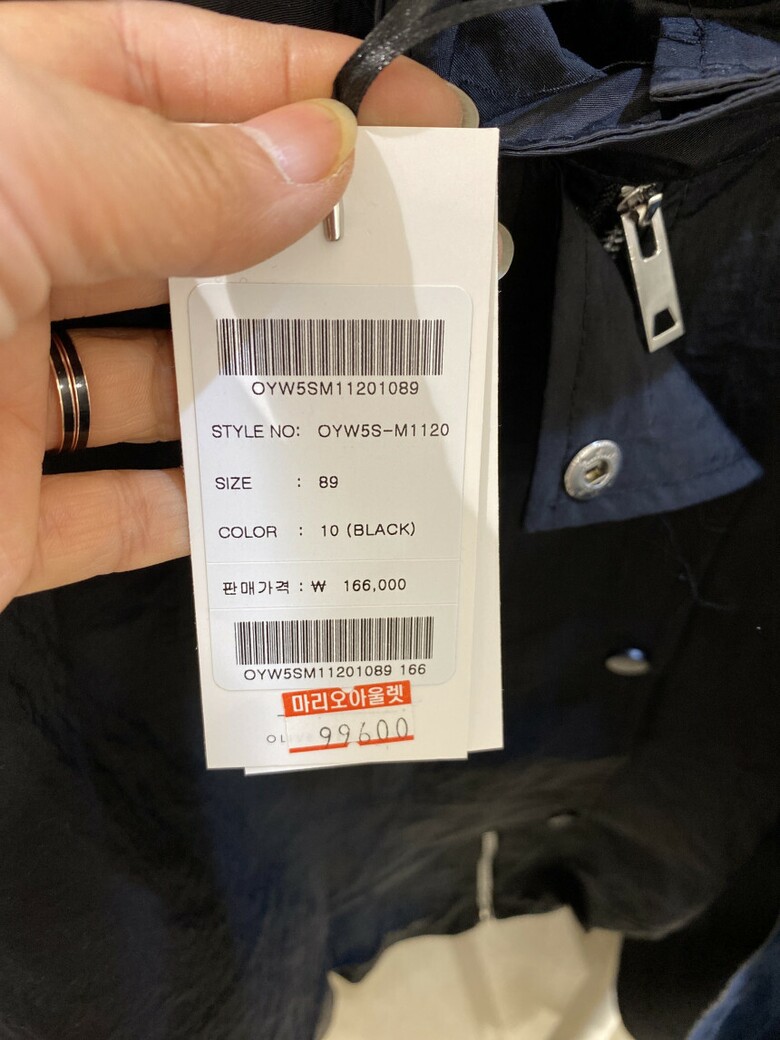 OYW5SM11201089
STYLE NO: OYW5S-M1120
SIZE : 89
COLOR : 10 (BLACK)
판매가격 : ₩ 166,000
OYW5SM11201089 166
마리오아울렛
99600